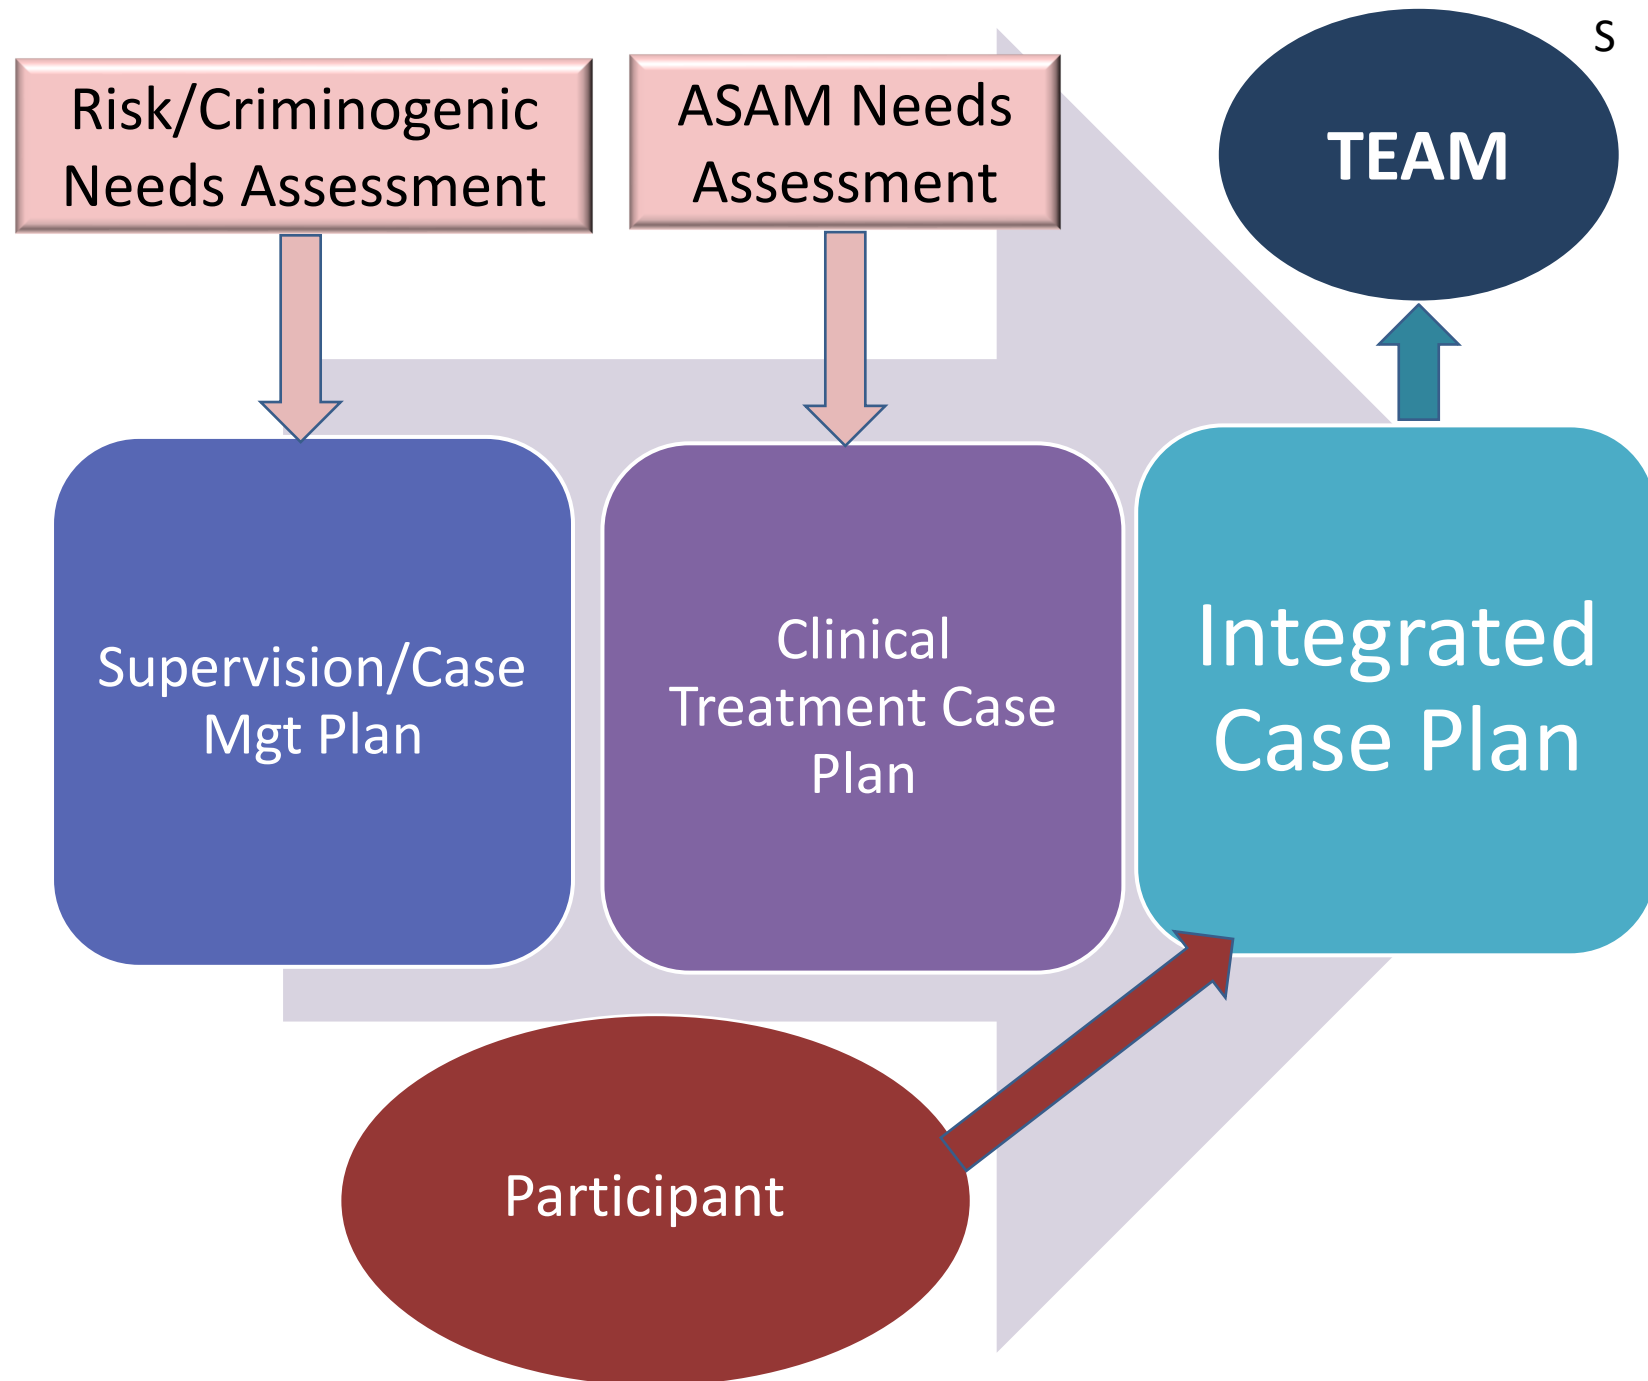 S
Risk/Criminogenic
Needs Assessment
ASAM Needs
Assessment
TEAM
Supervision/Case
Mgt Plan
Clinical
Treatment Case
Plan
Integrated
Case Plan
Participant